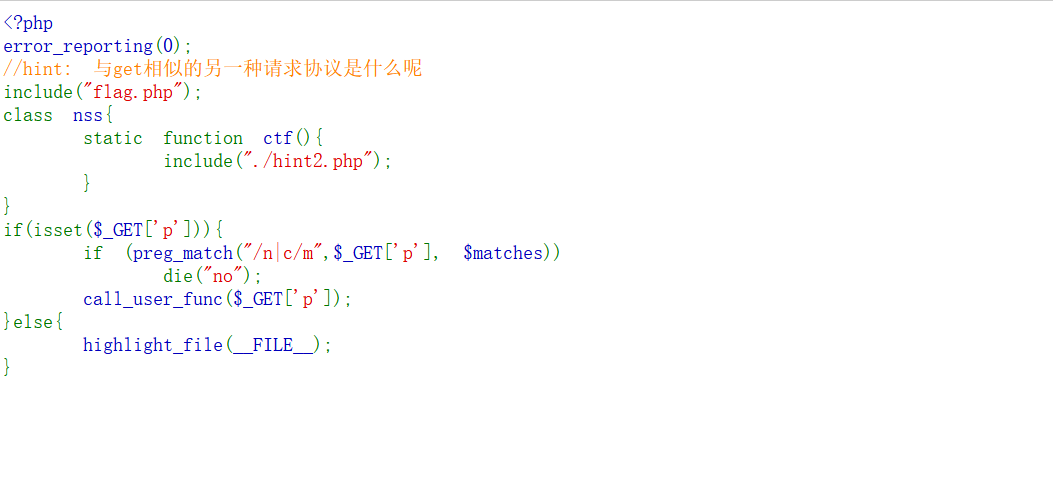 <?php
error_reporting(0);
//hint:  与get相似的另一种请求协议是什么呢
include("flag.php");
class  nss{
        static  function  ctf(){
                include("./hint2.php");
        }
}
if(isset($_GET['p'])){
        if  (preg_match("/n|c/m",$_GET['p'],  $matches))
                die("no");
        call_user_func($_GET['p']);
}else{
        highlight_file(__FILE__);
}